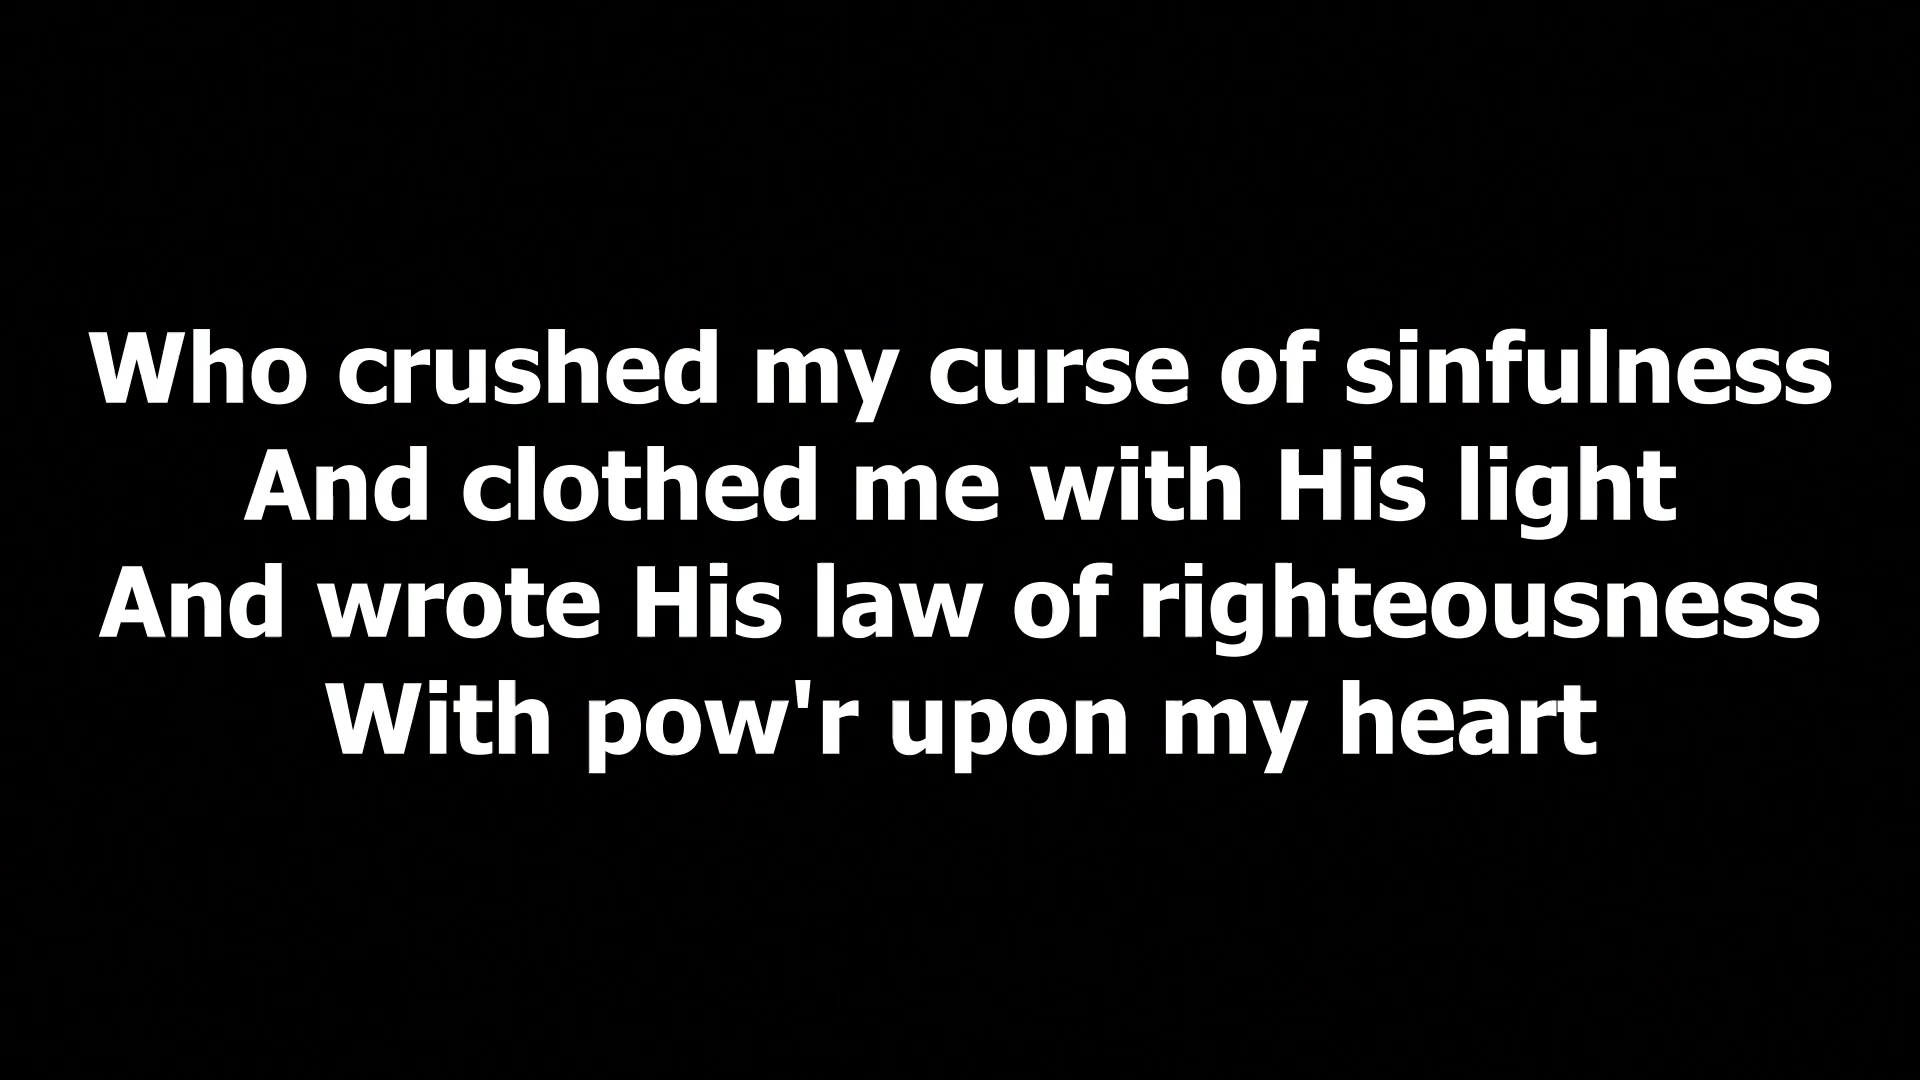 Who crushed my curse of sinfulness
And clothed me with His light
And wrote His law of righteousness
With pow'r upon my heart